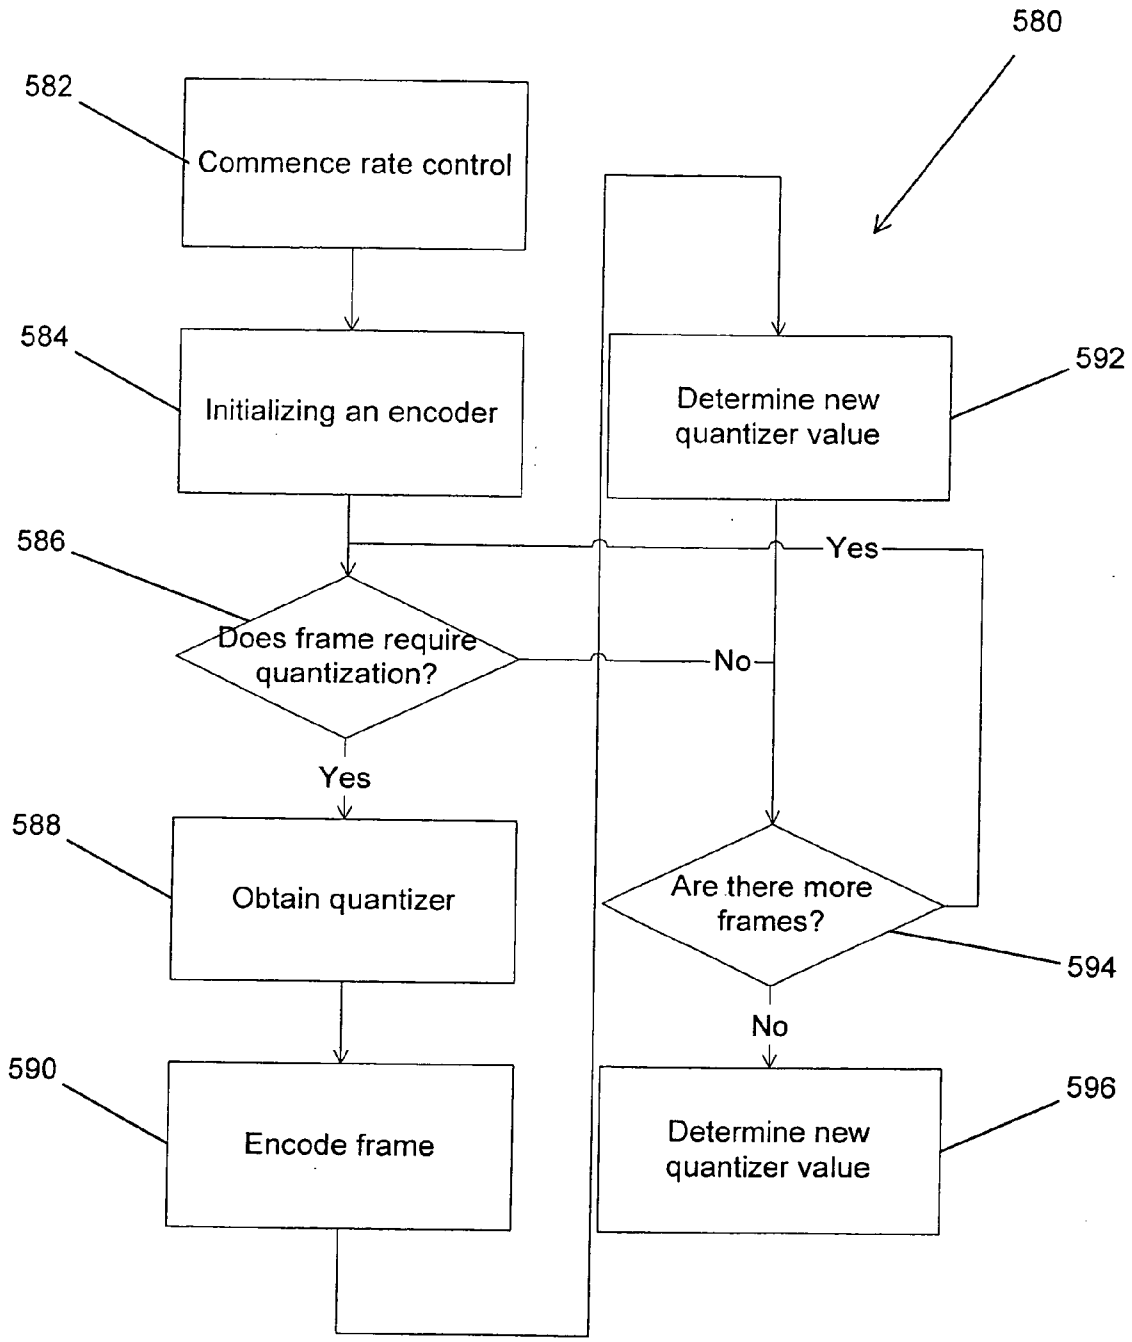 580
582
Commence rate control
584
Initializing an encoder
592
Determine new
quantizer value
586
Yes
Does frame require
quantization?
No
Yes
588
Obtain quantizer
Are there more
frames?
594
No
590
Encode frame
596
Determine new
quantizer value